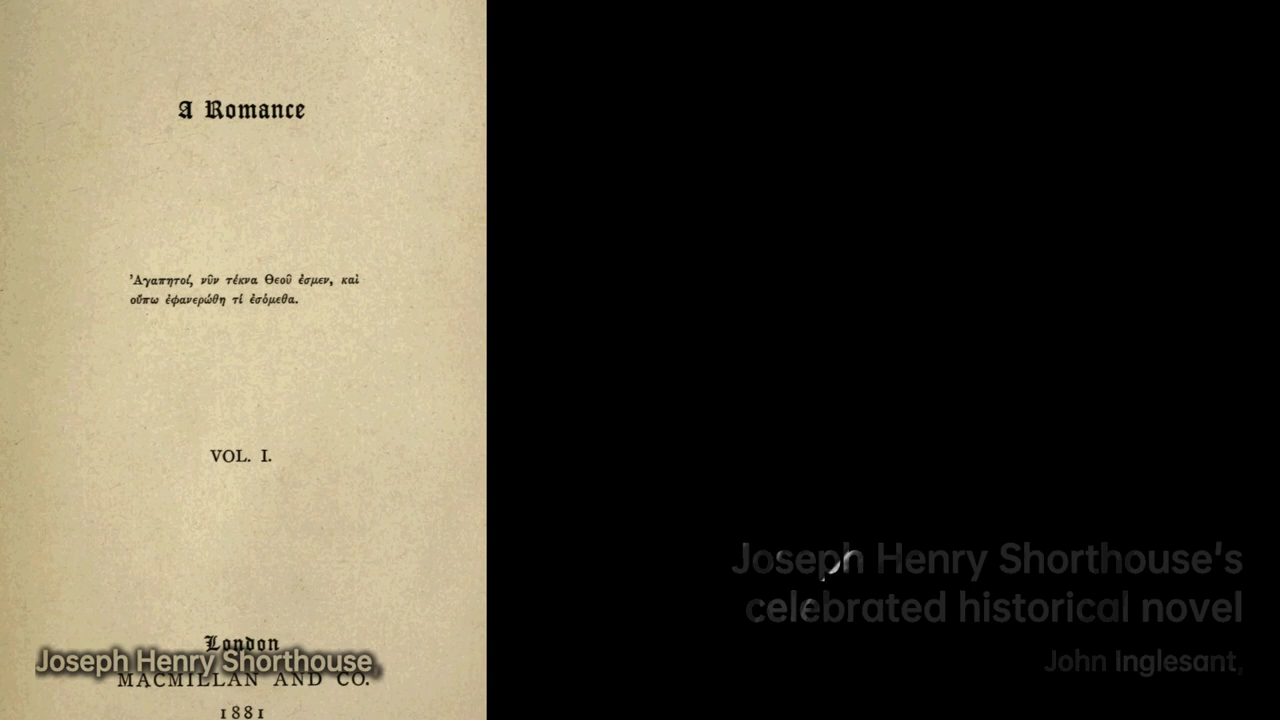 A Romance
Ἀγαπητοί, νῦν τέκνα Θεοῦ ἐσμεν, καὶ
οὔπω ἐφανερώθη τί ἐσόμεθα.
VOL. I.
London
Joseph Henry Shorthouse,
MACMILLAN AND CO.
1881
Joseph Henry Shorthouse's
celebrated historical novel
John Inglesant,